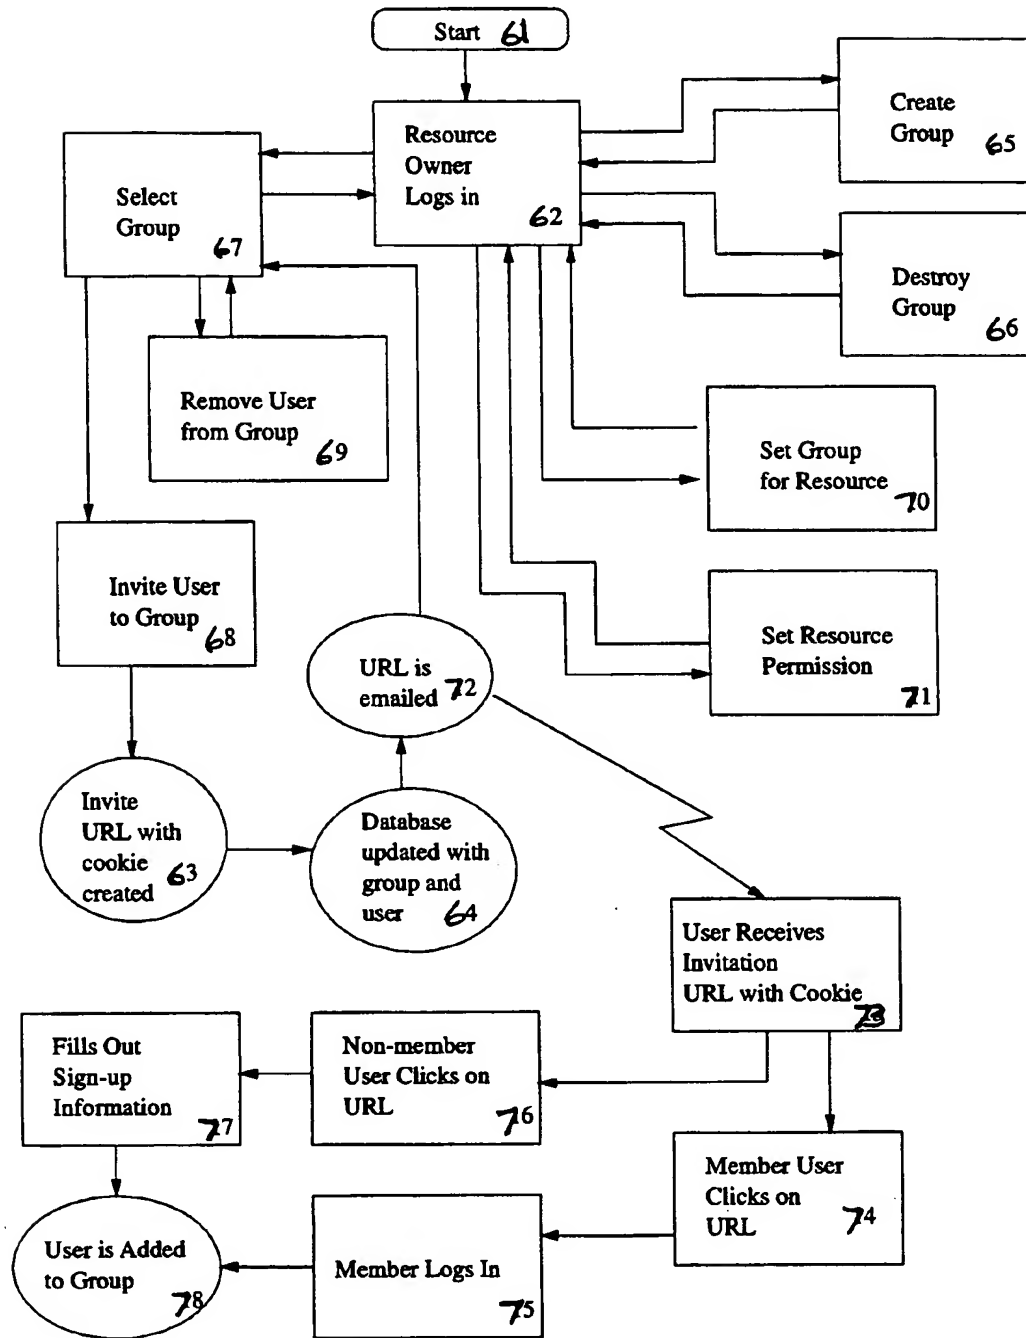 Start 61
Resource
Owner
Logs in
62
Create
Group
65
Select
Group
67
Destroy
Group
66
Remove User
from Group
69
Set Group
for Resource
70
Invite User
to Group
68
Set Resource
Permission
71
URL is
emailed 72
Invite
URL with
cookie
created 63
Database
updated with
group and
user 64
User Receives
Invitation
URL with Cookie
73
Fills Out
Sign-up
Information
77
Non-member
User Clicks on
URL
76
Member User
Clicks on
URL
74
User is Added
to Group
78
Member Logs In
75